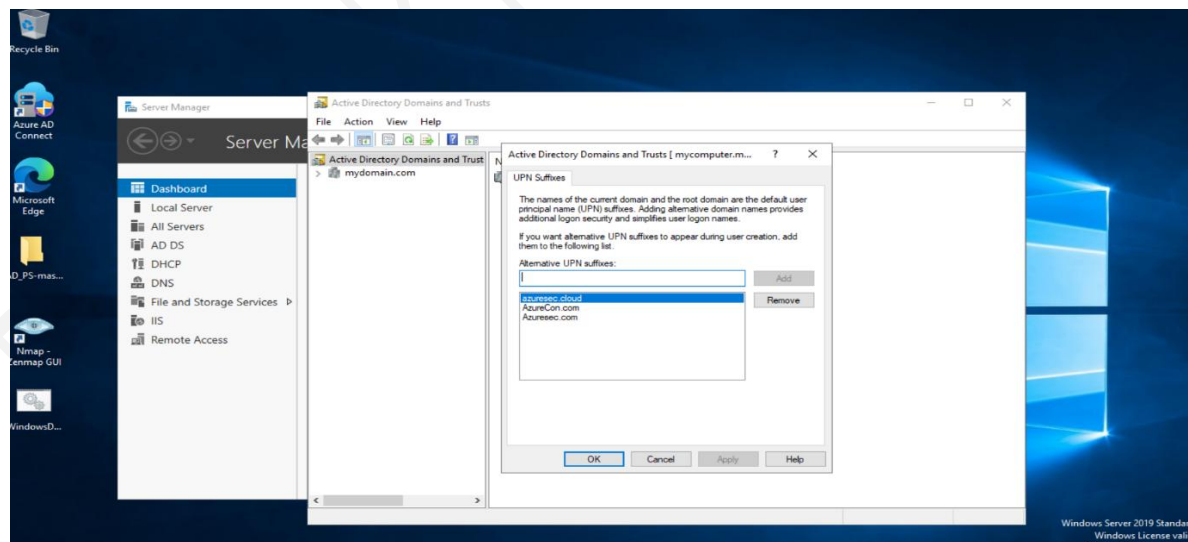 Recycle Bin
Azure AD
Connect
Microsoft
Edge
D_PS-mas...
Nmap -
Zenmap GUI
WindowsD...
Server Manager
Server Ma
Dashboard
Local Server
All Servers
AD DS
DHCP
DNS
File and Storage Services
IIS
Remote Access
Active Directory Domains and Trusts
File Action View Help
Active Directory Domains and Trust
mydomain.com
N
Active Directory Domains and Trusts [ mycomputer.m... ? X
UPN Suffixes
The names of the current domain and the root domain are the default user
principal name (UPN) suffixes. Adding alternative domain names provides
additional logon security and simplifies user logon names.
If you want alternative UPN suffixes to appear during user creation, add
them to the following list.
Alternative UPN suffixes:
Add
azuresec.cloud
AzureCon.com
Azuresec.com
Remove
OK Cancel Apply Help
Windows Server 2019 Standar
Windows License vali